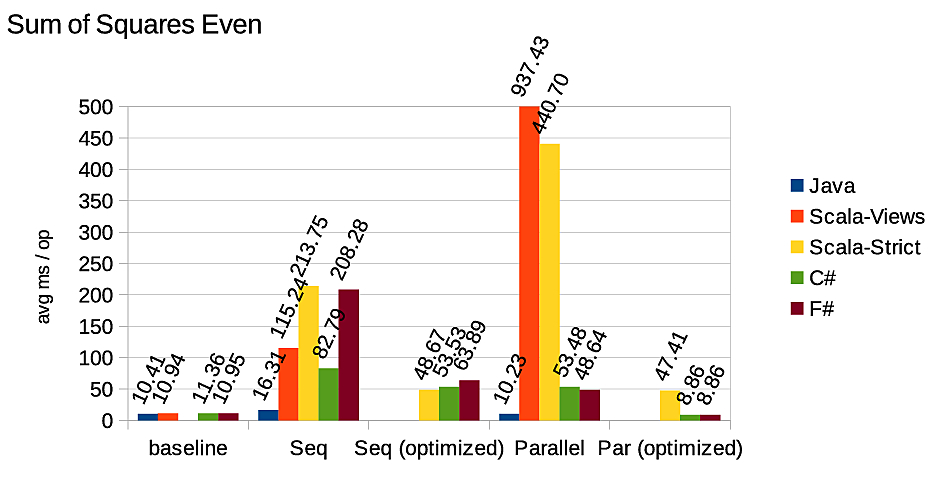 Sum of Squares Even
avg ms / op
500
450
400
350
300
250
200
150
100
50
0
10.41
10.94
11.36
10.95
16.31
115.24
213.75
82.79
208.28
48.67
53.53
63.89
10.23
937.43
440.70
53.48
48.64
47.41
8.86
8.86
baseline
Seq
Seq (optimized)
Parallel
Par (optimized)
Java
Scala-Views
Scala-Strict
C#
F#